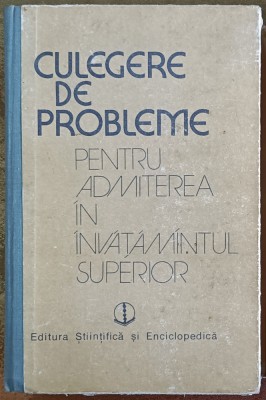 CULEGERE
DE
PROBLEME
PENTRU
ADMITEREA
ÎN
ÎNVĂȚĂMÎNTUL
SUPERIOR
Editura Științifică și Enciclopedică